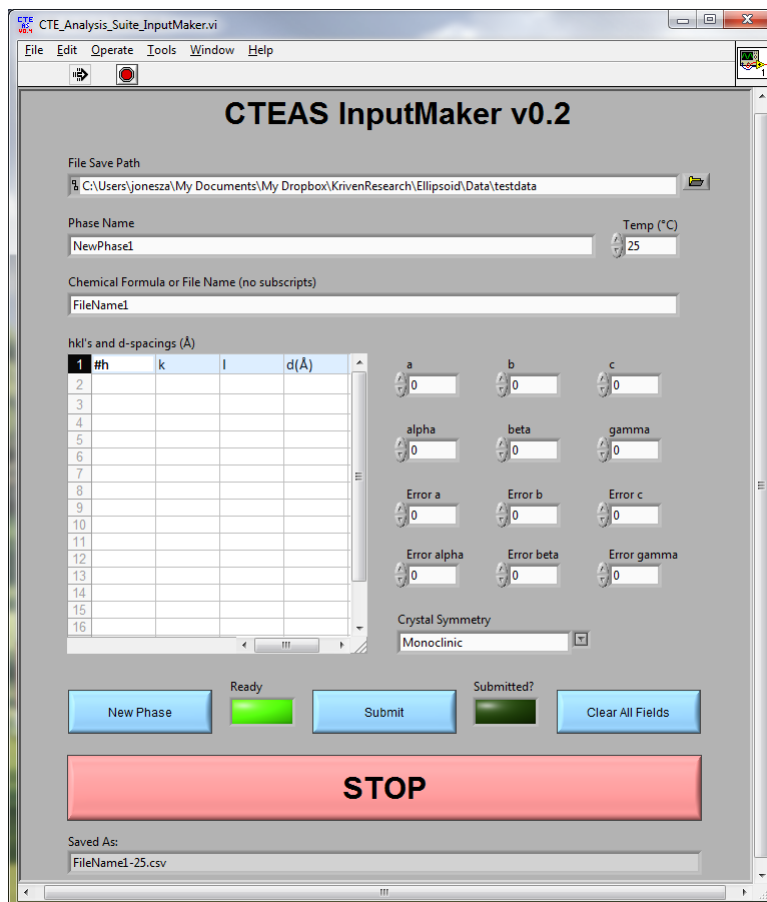 CTE AS V0.4 CTE_Analysis_Suite_InputMaker.vi
File Edit Operate Tools Window Help
1
CTEAS InputMaker v0.2
File Save Path
C:\Users\jonesza\My Documents\My Dropbox\KrivenResearch\Ellipsoid\Data\testdata
Phase Name Temp (°C)
NewPhase1 25
Chemical Formula or File Name (no subscripts)
FileName1
hkl's and d-spacings (Å)
1 #h k l d(Å)
2
3
4
5
6
7
8
9
10
11
12
13
14
15
16
a b c
0 0 0
alpha beta gamma
0 0 0
Error a Error b Error c
0 0 0
Error alpha Error beta Error gamma
0 0 0
Crystal Symmetry
Monoclinic
Ready Submitted?
New Phase Submit Clear All Fields
STOP
Saved As:
FileName1-25.csv